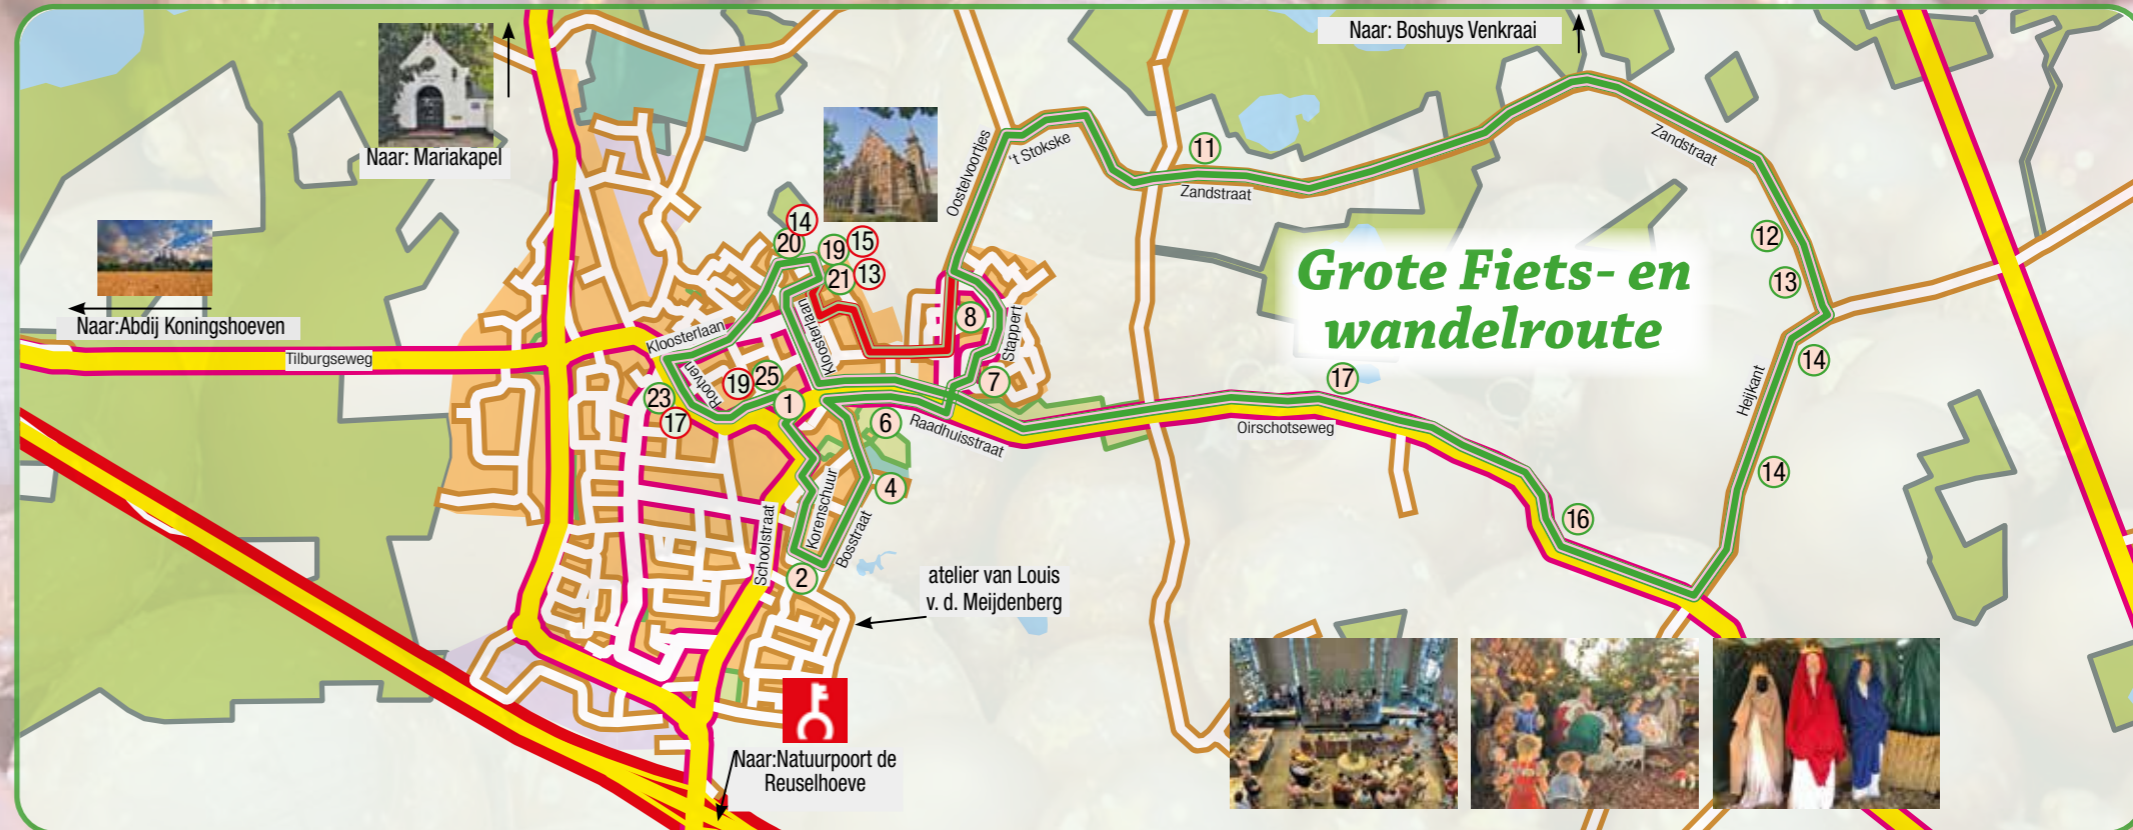 Naar: Boshuys Venkraai
Naar: Mariakapel
Naar:Abdij Koningshoeven
Tilburgseweg
Oostelvoortjes
't Stokske
11
Zandstraat
Zandstraat
12
13
14
Heijkant
14
Grote Fiets- en
wandelroute
14
20
19
15
21
13
Kloosterlaan
Kloosterlaan
8
Stappert
7
Rootven
19
25
1
23
17
6
Raadhuisstraat
17
Oirschotseweg
16
4
Korenschuur
Bosstraat
Schoolstraat
2
atelier van Louis
v. d. Meijdenberg
Naar:Natuurpoort de
Reuselhoeve